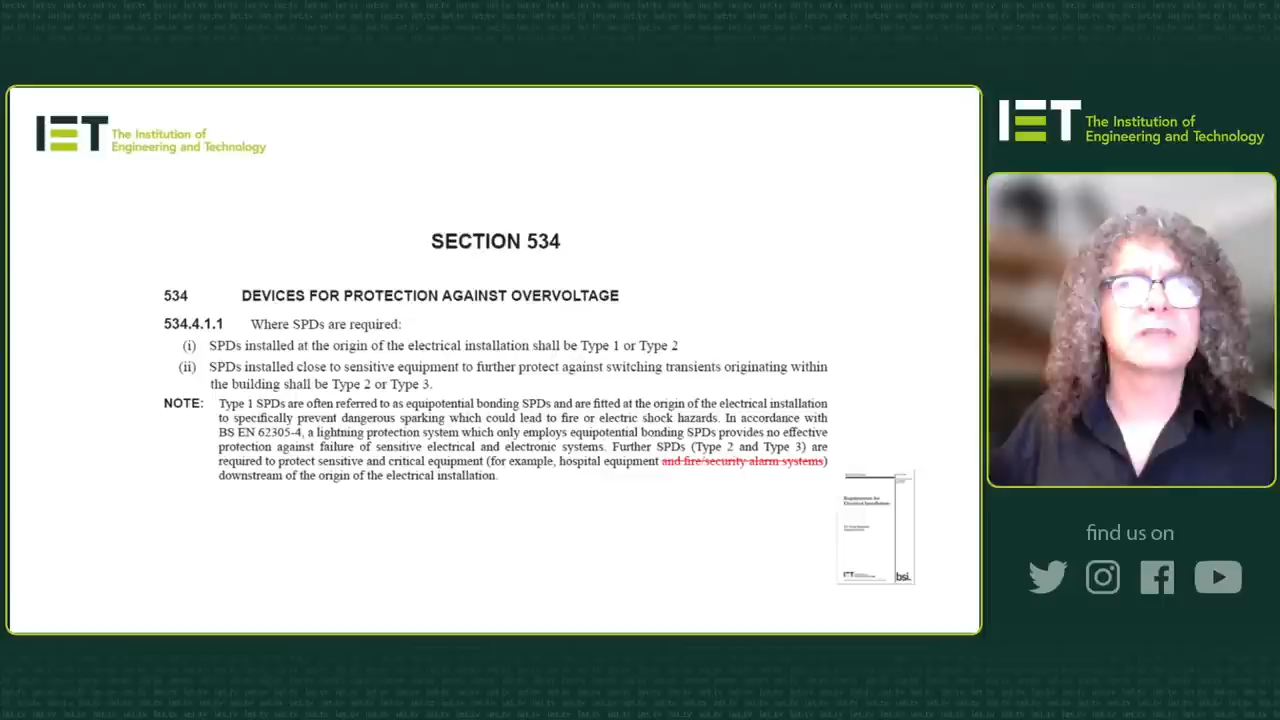 IET The Institution of
Engineering and Technology
SECTION 534
534 DEVICES FOR PROTECTION AGAINST OVERVOLTAGE
534.4.1.1 Where SPDs are required:
(i) SPDs installed at the origin of the electrical installation shall be Type 1 or Type 2
(ii) SPDs installed close to sensitive equipment to further protect against switching transients originating within
the building shall be Type 2 or Type 3.
NOTE: Type 1 SPDs are often referred to as equipotential bonding SPDs and are fitted at the origin of the electrical installation
to specifically prevent dangerous sparking which could lead to fire or electric shock hazards. In accordance with
BS EN 62305-4, a lightning protection system which only employs equipotential bonding SPDs provides no effective
protection against failure of sensitive electrical and electronic systems. Further SPDs (Type 2 and Type 3) are
required to protect sensitive and critical equipment (for example, hospital equipment and fire/security alarm systems)
downstream of the origin of the electrical installation.
Requirements for
Electrical Installations
IET
bsi.
IET The Institution of
Engineering and Technology
find us on